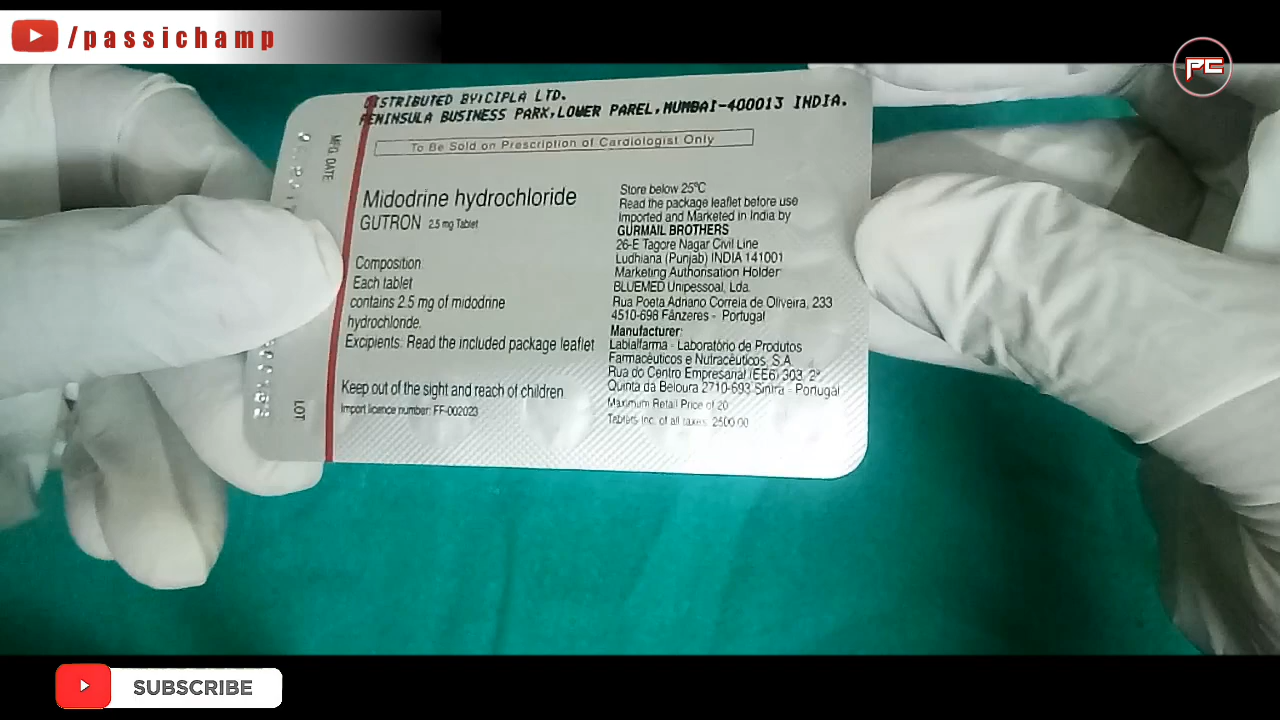 /passichamp
PC
DISTRIBUTED BY:CIPLA LTD.
PENINSULA BUSINESS PARK,LOWER PAREL,MUMBAI-400013 INDIA.
To Be Sold on Prescription of Cardiologist Only
MFG DATE:
LOT
Midodrine hydrochloride
GUTRON 2.5 mg Tablet
Composition:
Each tablet
contains 2.5 mg of midodrine
hydrochloride.
Excipients: Read the included package leaflet
Keep out of the sight and reach of children
Import licence number: FF-002023
Store below 25ºC
Read the package leaflet before use
Imported and Marketed in India by
GURMAIL BROTHERS
26-E Tagore Nagar Civil Line
Ludhiana (Punjab) INDIA 141001
Marketing Authorisation Holder
BLUEMED Unipessoal, Lda.
Rua Poeta Adriano Correia de Oliveira, 233
4510-698 Fânzeres - Portugal
Manufacturer:
Labialfarma - Laboratório de Produtos
Farmacêuticos e Nutracêuticos, S.A.
Rua do Centro Empresarial (EE6) 303, 2º
Quinta da Beloura 2710-693 Sintra - Portugal
Maximum Retail Price of 20
Tablets inc. of all taxes: 2500.00
SUBSCRIBE